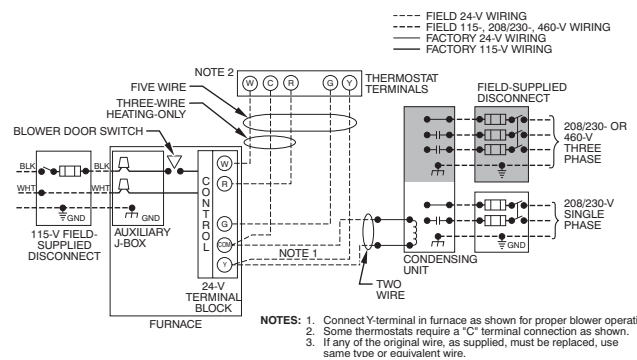 FIELD 24-V WIRING
FIELD 115-, 208/230-, 460-V WIRING
FACTORY 24-V WIRING
FACTORY 115-V WIRING
NOTE 2
W C R G Y
THERMOSTAT
TERMINALS
FIVE WIRE
THREE-WIRE
HEATING-ONLY
BLOWER DOOR SWITCH
FIELD-SUPPLIED
DISCONNECT
208/230- OR
460-V
THREE
PHASE
BLK
BLK
WHT
WHT
GND
GND
AUXILIARY
J-BOX
115-V FIELD-
SUPPLIED
DISCONNECT
CONTROL
W
R
G
COM
Y
24-V
TERMINAL
BLOCK
FURNACE
NOTE 1
TWO
WIRE
CONDENSING
UNIT
GND
208/230-V
SINGLE
PHASE
NOTES: 1. Connect Y-terminal in furnace as shown for proper blower operati
2. Some thermostats require a "C" terminal connection as shown.
3. If any of the original wire, as supplied, must be replaced, use
same type or equivalent wire.